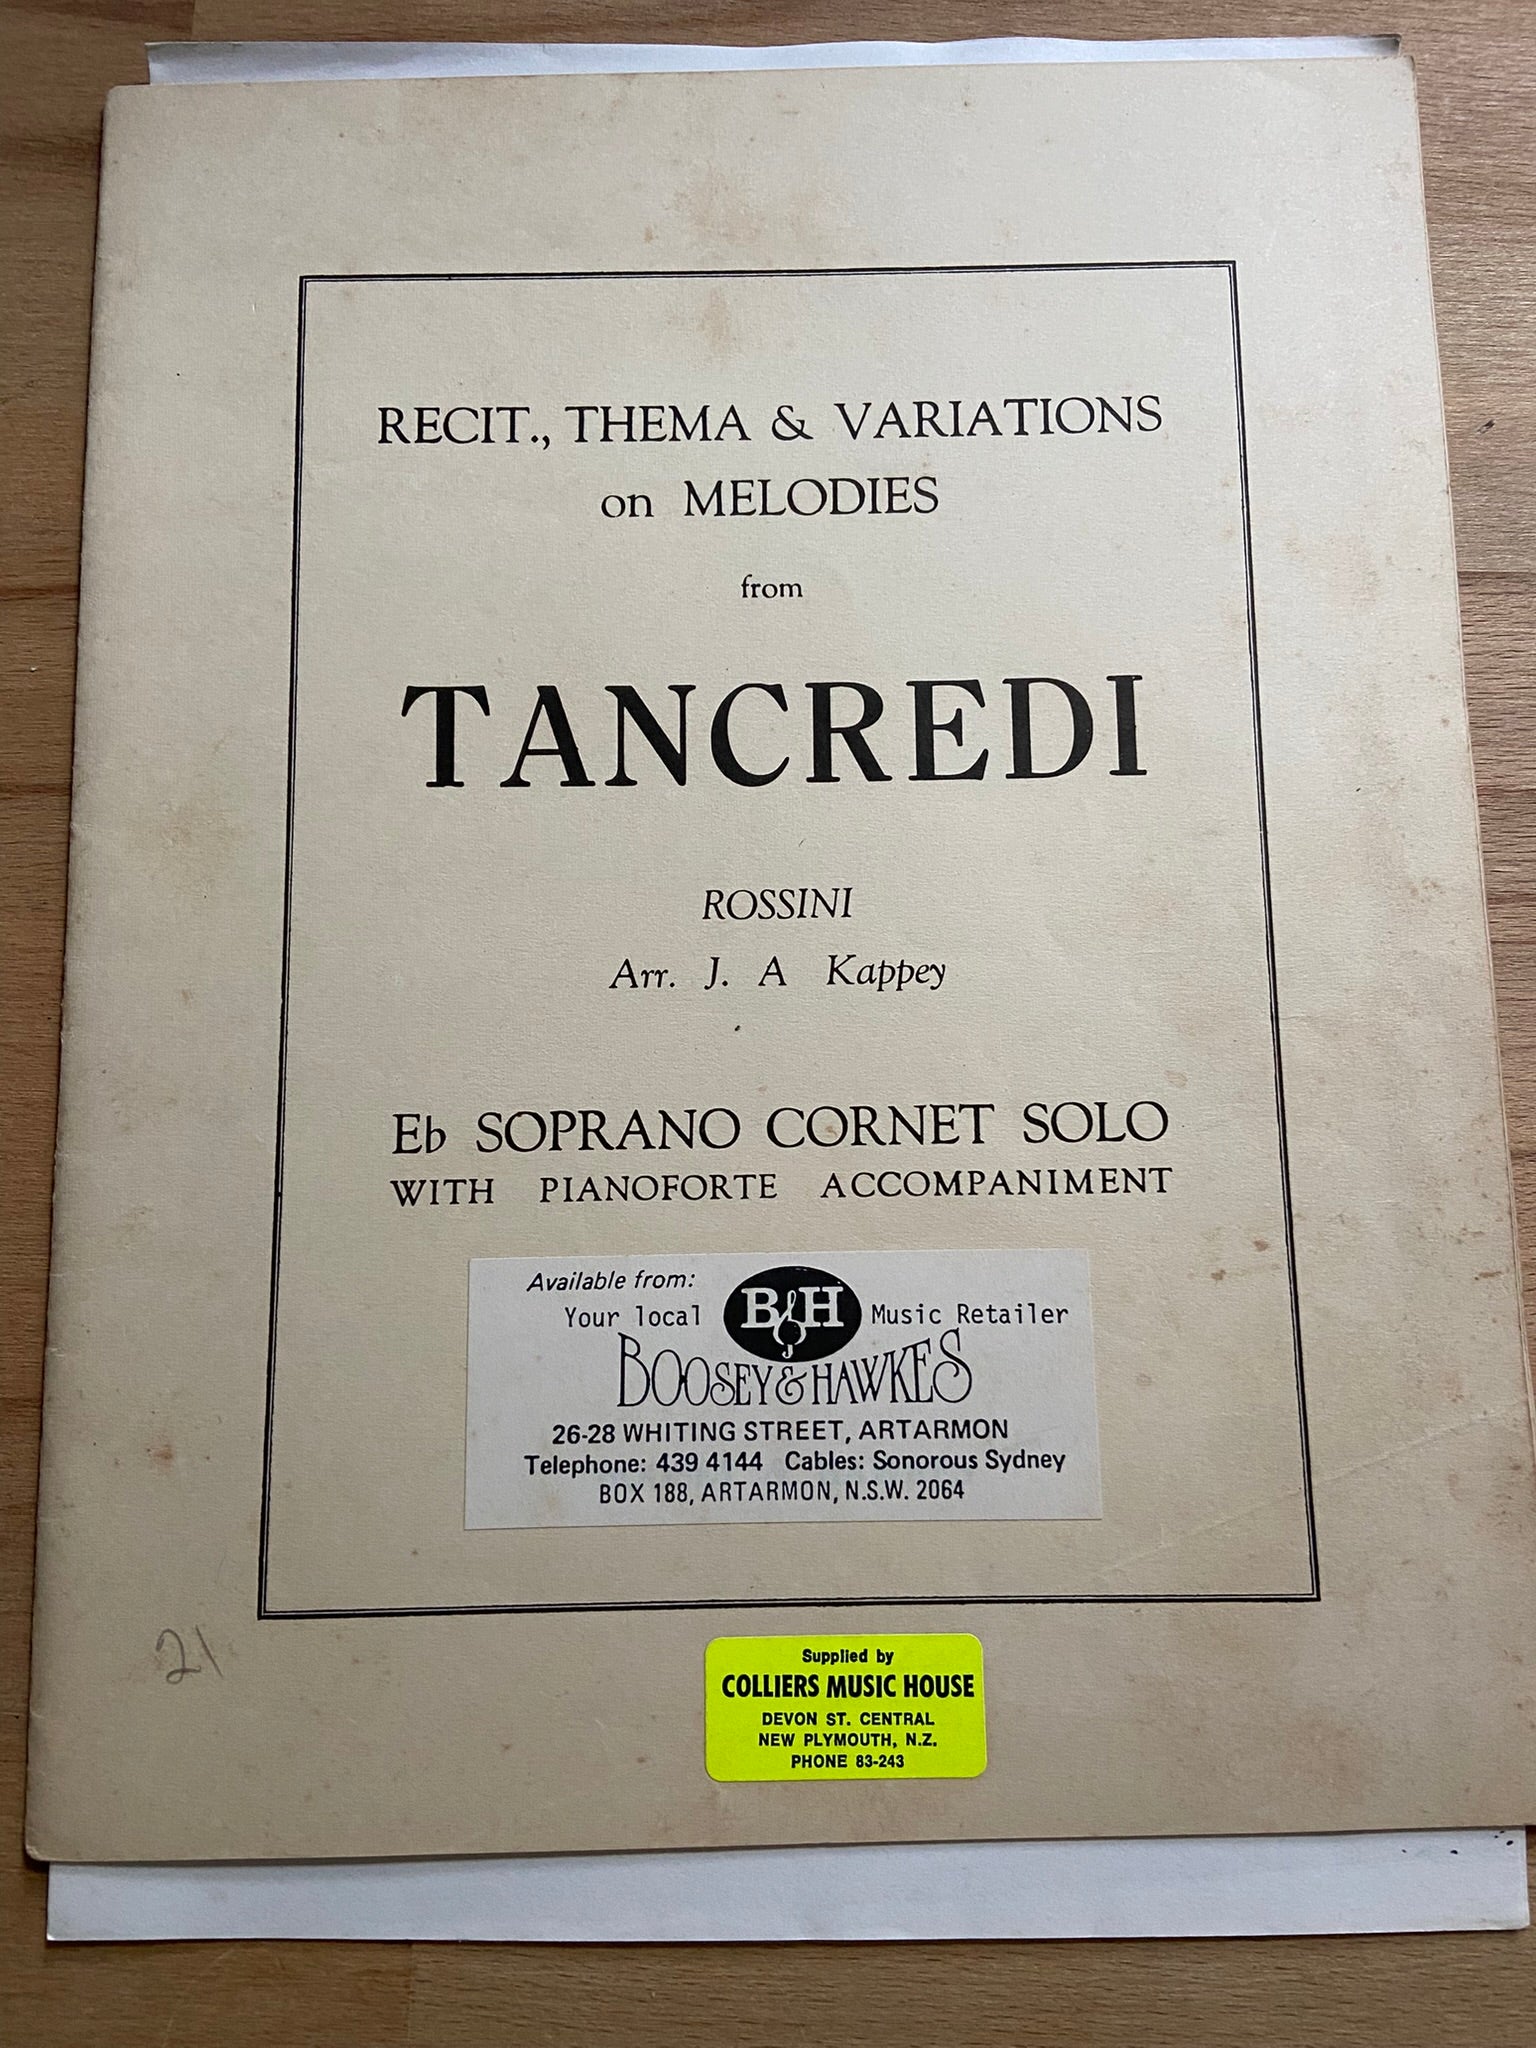 RECIT., THEMA & VARIATIONS
on MELODIES
from
TANCREDI
ROSSINI
Arr. J. A Kappey
E♭ SOPRANO CORNET SOLO
WITH PIANOFORTE ACCOMPANIMENT
Available from:
Your local B&H Music Retailer
BOOSEY & HAWKES
26-28 WHITING STREET, ARTARMON
Telephone: 439 4144 Cables: Sonorous Sydney
BOX 188, ARTARMON, N.S.W. 2064
21
Supplied by
COLLIERS MUSIC HOUSE
DEVON ST. CENTRAL
NEW PLYMOUTH, N.Z.
PHONE 83-243